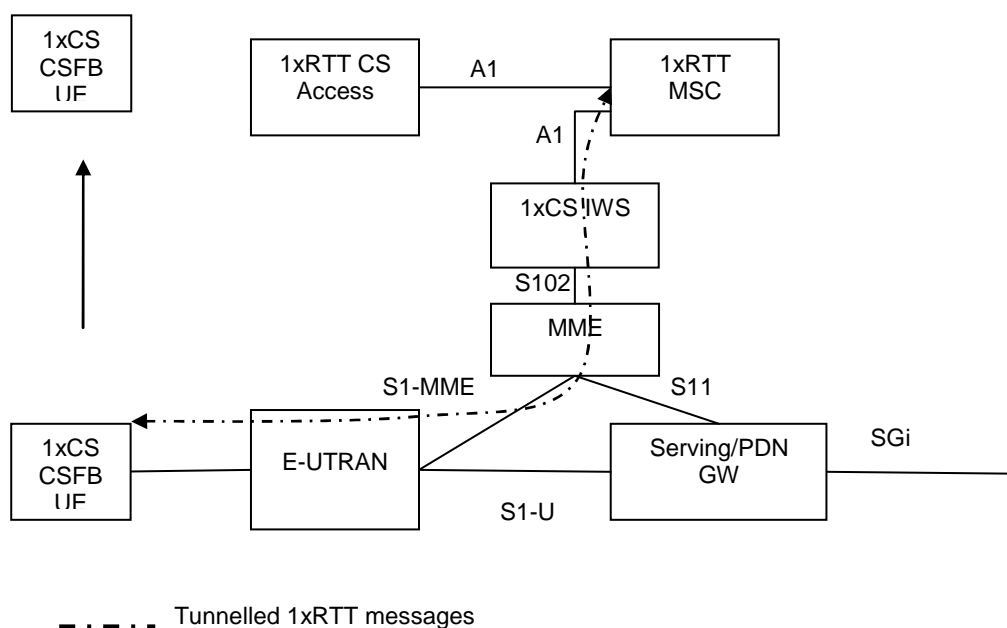 1xCS
CSFB
UE
1xRTT CS
Access
A1
1xRTT
MSC
A1
1xCS IWS
S102
MME
S1-MME
S11
1xCS
CSFB
UE
E-UTRAN
Serving/PDN
GW
SGi
S1-U
Tunnelled 1xRTT messages